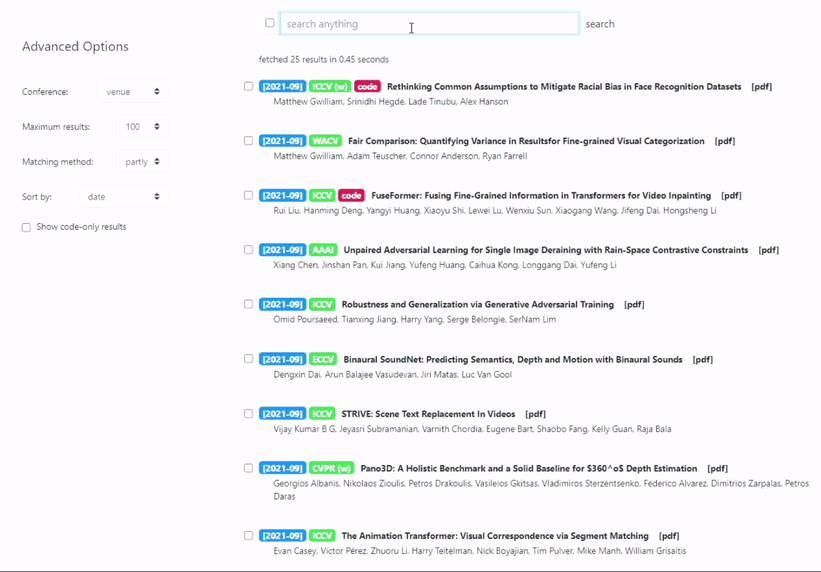 search anything
search
Advanced Options
fetched 25 results in 0.45 seconds
Conference: venue
Maximum results: 100
Matching method: partly
Sort by: date
Show code-only results
[2021-09] ICCV (w) code Rethinking Common Assumptions to Mitigate Racial Bias in Face Recognition Datasets [pdf]
Matthew Gwilliam, Srinidhi Hegde, Lade Tinubu, Alex Hanson
[2021-09] WACV Fair Comparison: Quantifying Variance in Resultsfor Fine-grained Visual Categorization [pdf]
Matthew Gwilliam, Adam Teuscher, Connor Anderson, Ryan Farrell
[2021-09] ICCV code FuseFormer: Fusing Fine-Grained Information in Transformers for Video Inpainting [pdf]
Rui Liu, Hanming Deng, Yangyi Huang, Xiaoyu Shi, Lewei Lu, Wenxiu Sun, Xiaogang Wang, Jifeng Dai, Hongsheng Li
[2021-09] AAAI Unpaired Adversarial Learning for Single Image Deraining with Rain-Space Contrastive Constraints [pdf]
Xiang Chen, Jinshan Pan, Kui Jiang, Yufeng Huang, Caihua Kong, Longgang Dai, Yufeng Li
[2021-09] ICCV Robustness and Generalization via Generative Adversarial Training [pdf]
Omid Poursaeed, Tianxing Jiang, Harry Yang, Serge Belongie, SerNam Lim
[2021-09] ECCV Binaural SoundNet: Predicting Semantics, Depth and Motion with Binaural Sounds [pdf]
Dengxin Dai, Arun Balajee Vasudevan, Jiri Matas, Luc Van Gool
[2021-09] ICCV STRIVE: Scene Text Replacement In Videos [pdf]
Vijay Kumar B G, Jeyasri Subramanian, Varnith Chordia, Eugene Bart, Shaobo Fang, Kelly Guan, Raja Bala
[2021-09] CVPR (w) Pano3D: A Holistic Benchmark and a Solid Baseline for $360^o$ Depth Estimation [pdf]
Georgios Albanis, Nikolaos Zioulis, Petros Drakoulis, Vasileios Gkitsas, Vladimiros Sterzentsenko, Federico Alvarez, Dimitrios Zarpalas, Petros
Daras
[2021-09] ICCV The Animation Transformer: Visual Correspondence via Segment Matching [pdf]
Evan Casey, Víctor Pérez, Zhuoru Li, Harry Teitelman, Nick Boyajian, Tim Pulver, Mike Manh, William Grisaitis